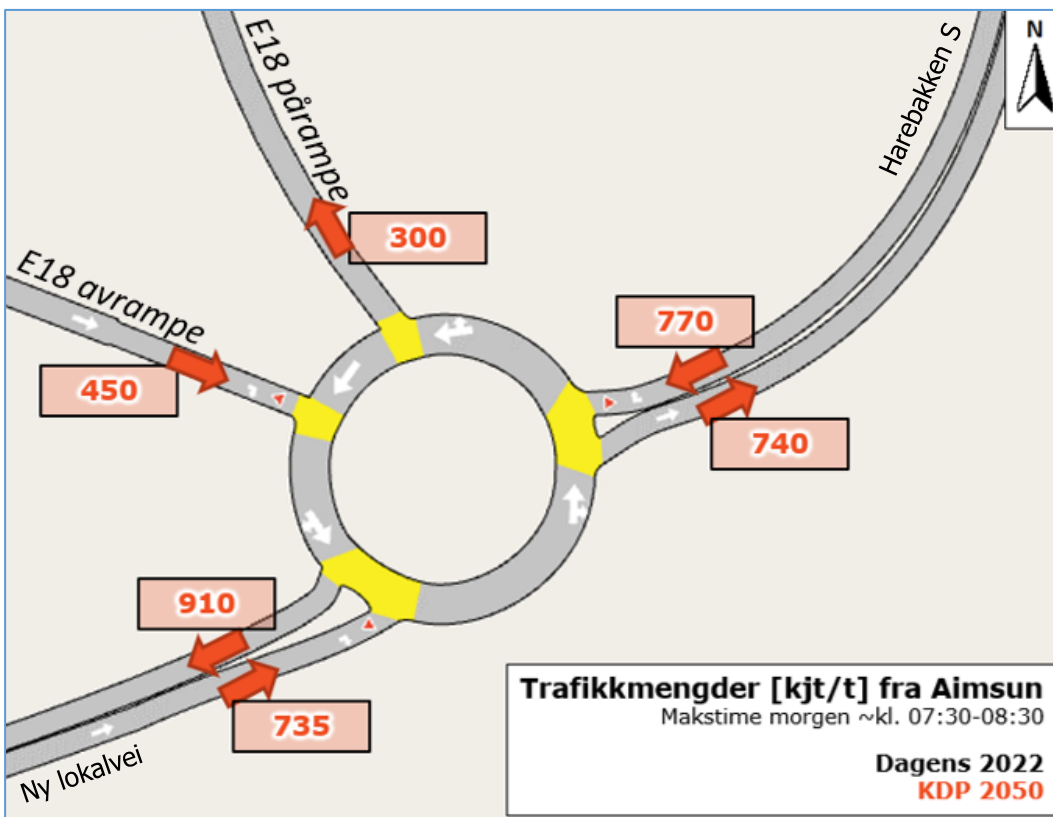 N
E18 pårampe
Harebakken S
300
E18 avrampe
770
450
740
910
735
Ny lokalvei
Trafikkmengder [kjt/t] fra Aimsun
Makstime morgen ~kl. 07:30-08:30
Dagens 2022
KDP 2050